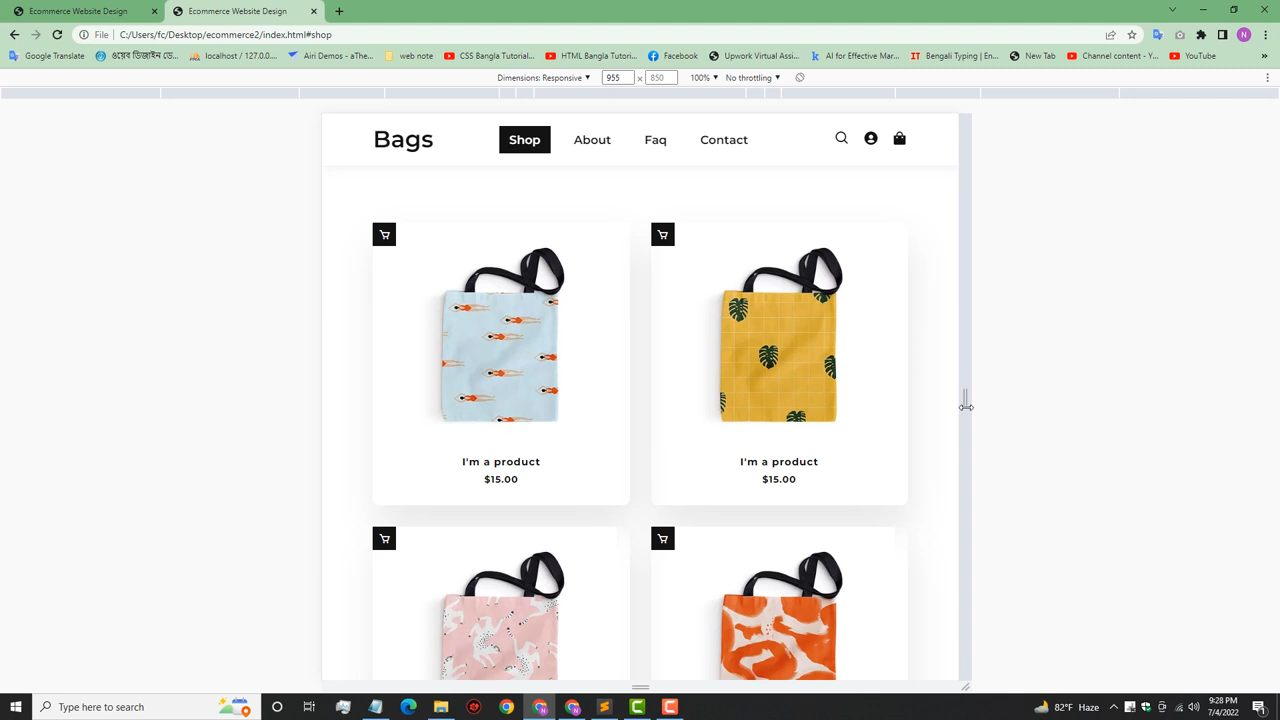 Ecommerce Website Design
Ecommerce Website Design
File
C:/Users/fc/Desktop/ecommerce2/index.html#shop
N
Google Translate
ওয়েব ডিজাইন ডে...
localhost / 127.0.0....
Airi Demos - aThe...
web note
CSS Bangla Tutorial...
HTML Bangla Tutori...
Facebook
Upwork Virtual Assi...
AI for Effective Mar...
Bengali Typing | En...
New Tab
Channel content - Y...
YouTube
Dimensions: Responsive
955
x
850
100%
No throttling
Bags
Shop
About
Faq
Contact
I'm a product
$15.00
I'm a product
$15.00
Type here to search
82°F Haze
9:28 PM
7/4/2022